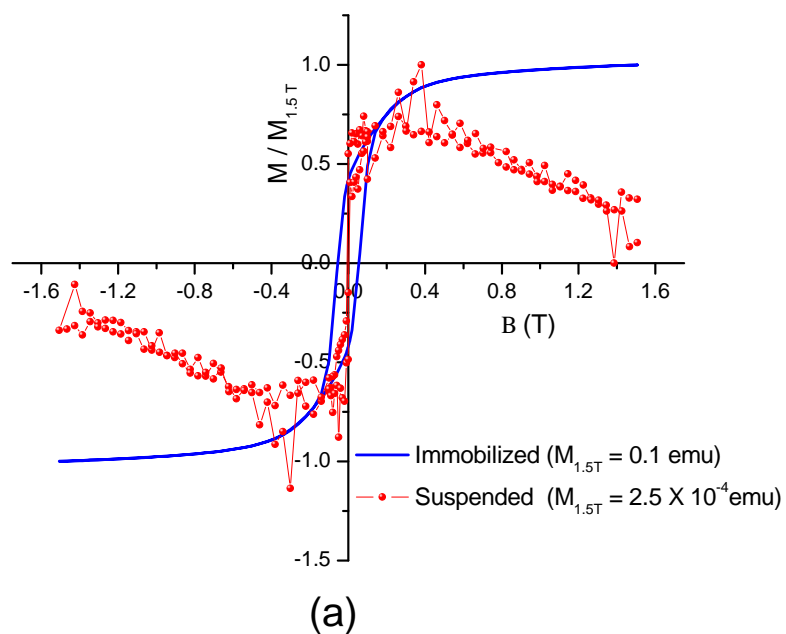 M / M1.5 T
1.0
0.5
0.0
-0.5
-1.0
-1.5
-1.6 -1.2 -0.8 -0.4 0.0 0.4 0.8 1.2 1.6
B (T)
Immobilized (M1.5T = 0.1 emu)
Suspended (M1.5T = 2.5 X 10-4emu)
(a)